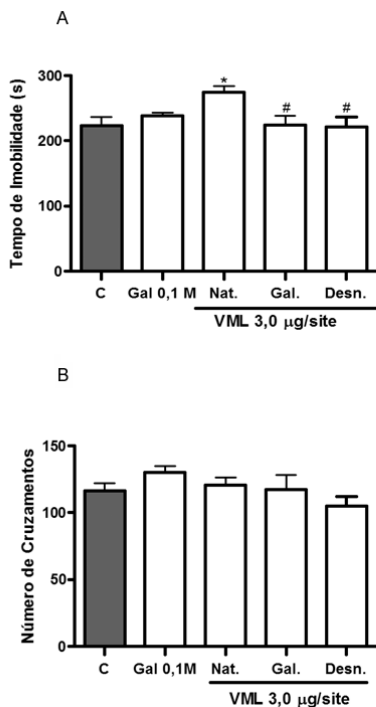 A
Tempo de Imobilidade (s)
300
200
100
0
*
#
#
C
Gal 0,1 M
Nat.
Gal.
Desn.
VML 3,0 μg/site
B
Número de Cruzamentos
150
100
50
0
C
Gal 0,1M
Nat.
Gal.
Desn.
VML 3,0 μg/site